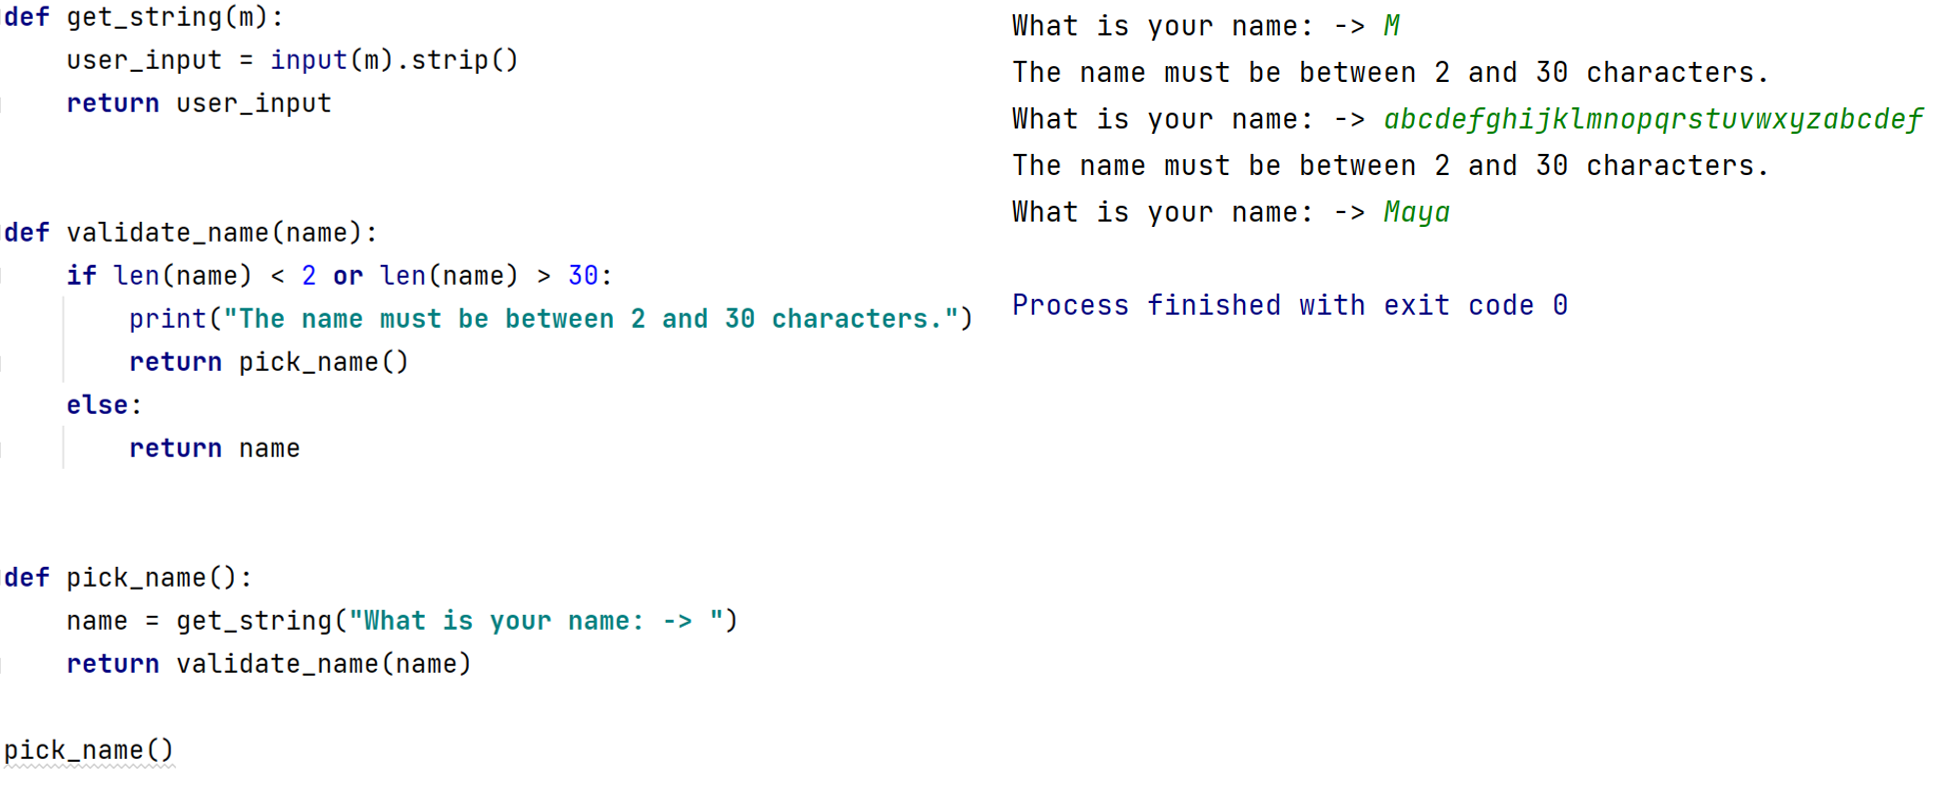 def get_string(m):
    user_input = input(m).strip()
    return user_input
def validate_name(name):
    if len(name) < 2 or len(name) > 30:
        print("The name must be between 2 and 30 characters.")
        return pick_name()
    else:
        return name
def pick_name():
    name = get_string("What is your name: -> ")
    return validate_name(name)
pick_name()
What is your name: -> M
The name must be between 2 and 30 characters.
What is your name: -> abcdefghijklmnopqrstuvwxyzabcdef
The name must be between 2 and 30 characters.
What is your name: -> Maya
Process finished with exit code 0